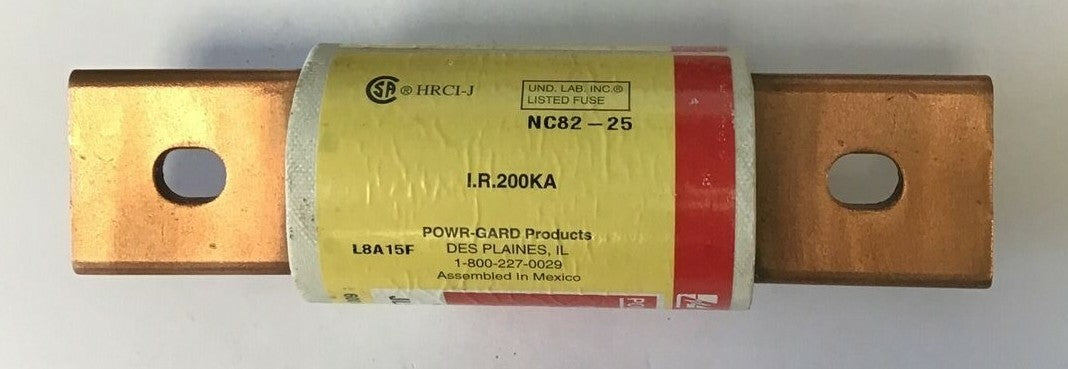 SA ® HRCI-J
UND. LAB. INC.®
LISTED FUSE
NC82-25
I.R.200KA
POWR-GARD Products
L8A15F DES PLAINES, IL
1-800-227-0029
Assembled In Mexico